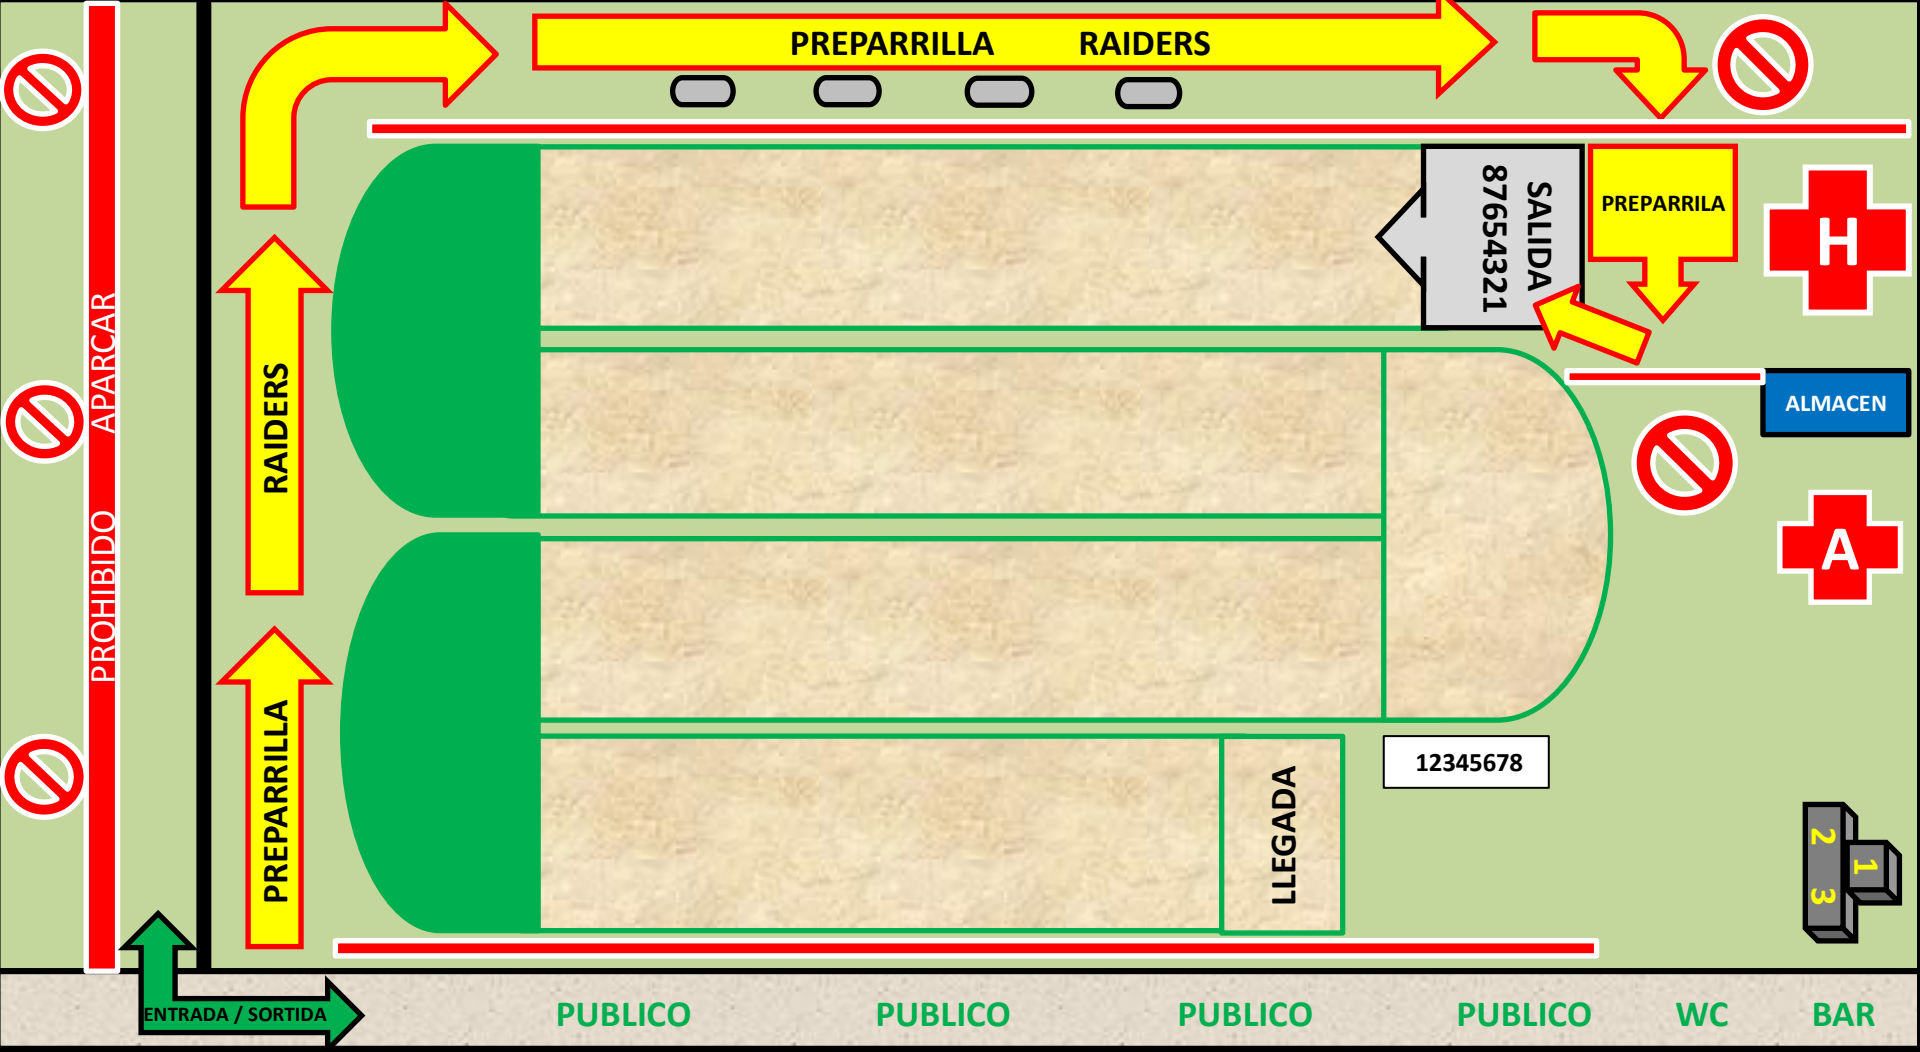 PREPARRILLA RAIDERS
SALIDA
87654321
PREPARRILA
H
PROHIBIDO APARCAR
RAIDERS
ALMACEN
A
PREPARRILLA
LLEGADA
12345678
2 1 3
ENTRADA / SORTIDA
PUBLICO PUBLICO PUBLICO PUBLICO WC BAR